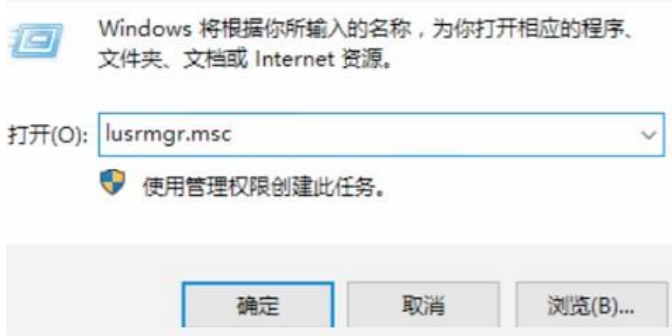 Windows 将根据你所输入的名称，为你打开相应的程序、
文件夹、文档或 Internet 资源。
打开(O): lusrmgr.msc
使用管理权限创建此任务。
确定 取消 浏览(B)...